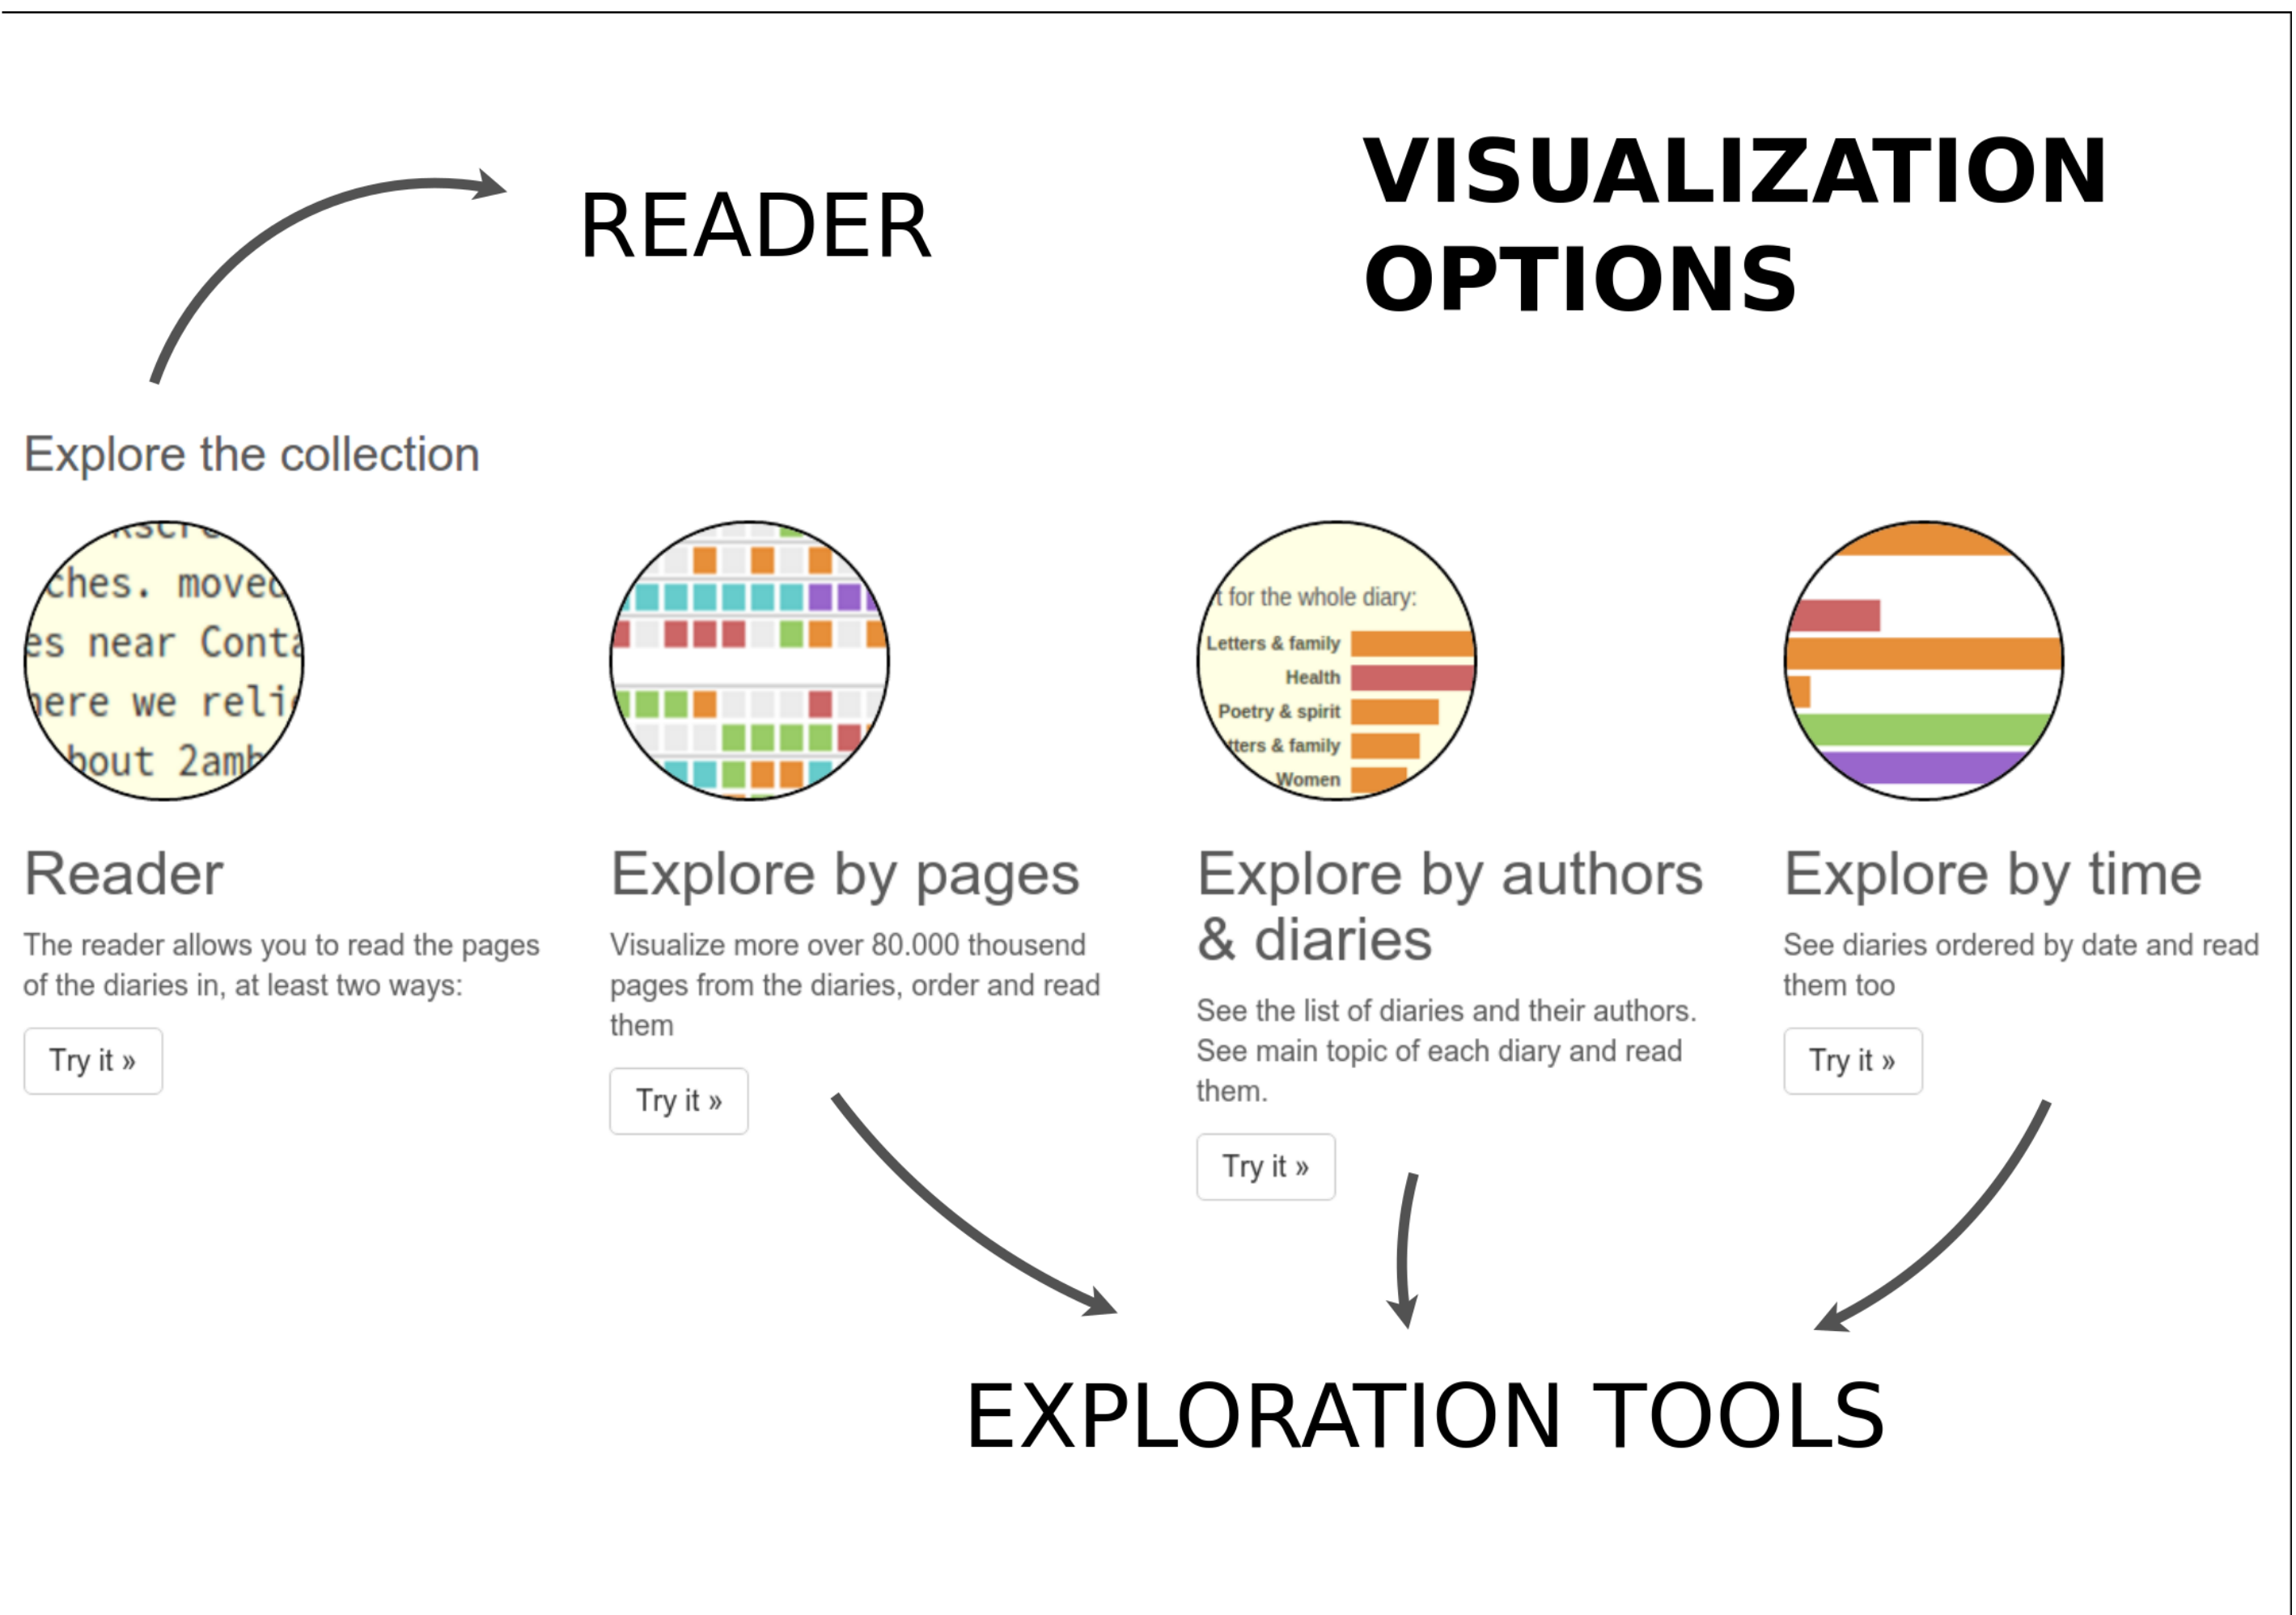 READER
VISUALIZATION
OPTIONS
Explore the collection
ches. moved
es near Conta
here we relic
bout 2amb
t for the whole diary:
Letters & family
Health
Poetry & spirit
tters & family
Women
Reader
The reader allows you to read the pages
of the diaries in, at least two ways:
Try it »
Explore by pages
Visualize more over 80.000 thousend
pages from the diaries, order and read
them
Try it »
Explore by authors
& diaries
See the list of diaries and their authors.
See main topic of each diary and read
them.
Try it »
Explore by time
See diaries ordered by date and read
them too
Try it »
EXPLORATION TOOLS